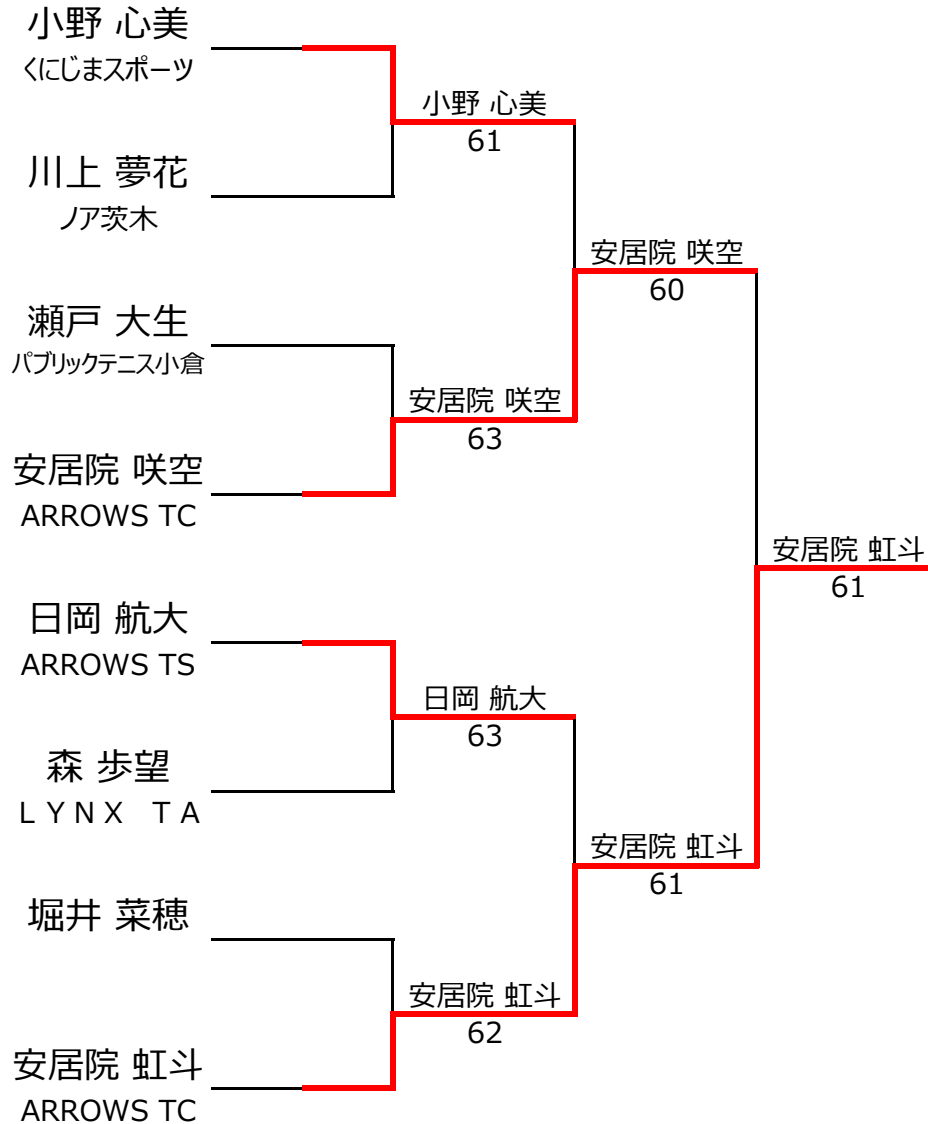 小野 心美
くにじまスポーツ
川上 夢花
ノア茨木
瀬戸 大生
パブリックテニス小倉
安居院 咲空
ARROWS TC
日岡 航大
ARROWS TS
森 歩望
ＬＹＮＸ　ＴＡ
堀井 菜穂
安居院 虹斗
ARROWS TC
小野 心美
61
安居院 咲空
63
日岡 航大
63
安居院 虹斗
62
安居院 咲空
60
安居院 虹斗
61
安居院 虹斗
61